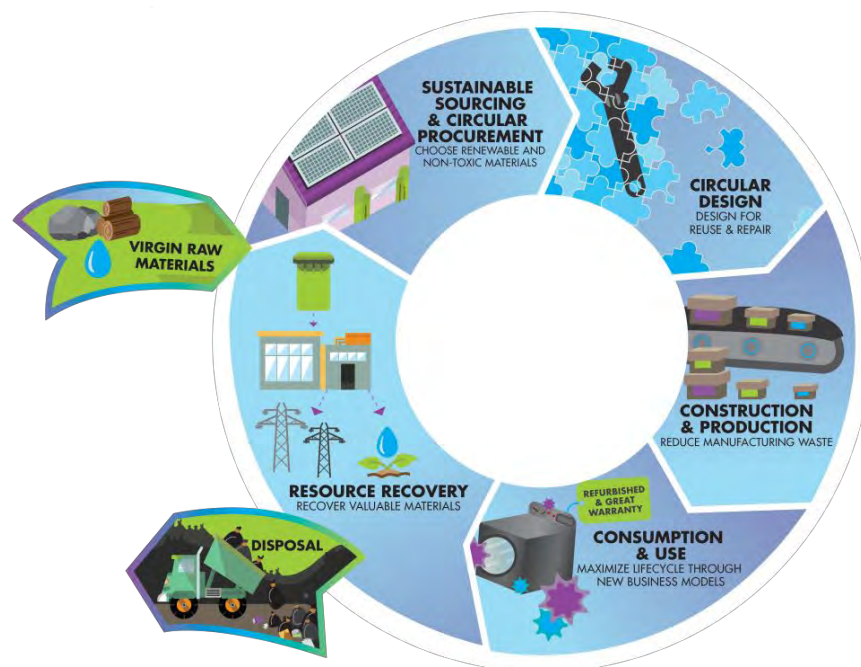 SUSTAINABLE
SOURCING
& CIRCULAR
PROCUREMENT
CHOOSE RENEWABLE AND
NON-TOXIC MATERIALS
CIRCULAR
DESIGN
DESIGN FOR
REUSE & REPAIR
VIRGIN RAW
MATERIALS
CONSTRUCTION
& PRODUCTION
REDUCE MANUFACTURING WASTE
REFURBISHED
& GREAT
WARRANTY
CONSUMPTION
& USE
MAXIMIZE LIFECYCLE THROUGH
NEW BUSINESS MODELS
RESOURCE RECOVERY
RECOVER VALUABLE MATERIALS
DISPOSAL